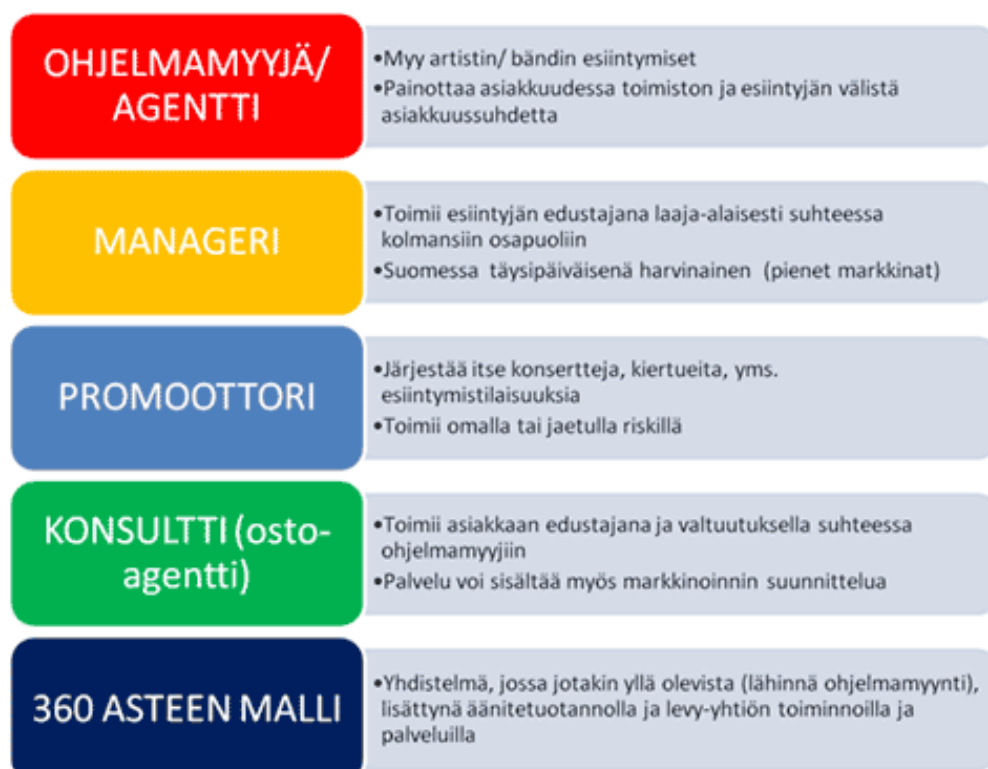 OHJELMAMYYJÄ/
AGENTTI
•Myy artistin/ bändin esiintymiset
•Painottaa asiakkuudessa toimiston ja esiintyjän välistä
asiakkuussuhdetta
MANAGERI
•Toimii esiintyjän edustajana laaja-alaisesti suhteessa
kolmansiin osapuoliin
•Suomessa täysipäiväisenä harvinainen (pienet markkinat)
PROMOOTTORI
•Järjestää itse konsertteja, kiertueita, yms.
esiintymistilaisuuksia
•Toimii omalla tai jaetulla riskillä
KONSULTTI (osto-
agentti)
•Toimii asiakkaan edustajana ja valtuutuksella suhteessa
ohjelmamyyjiin
•Palvelu voi sisältää myös markkinoinnin suunnittelua
360 ASTEEN MALLI
•Yhdistelmä, jossa jotakin yllä olevista (lähinnä ohjelmamyynti),
lisättynä äänitetuotannolla ja levy-yhtiön toiminnoilla ja
palveluilla